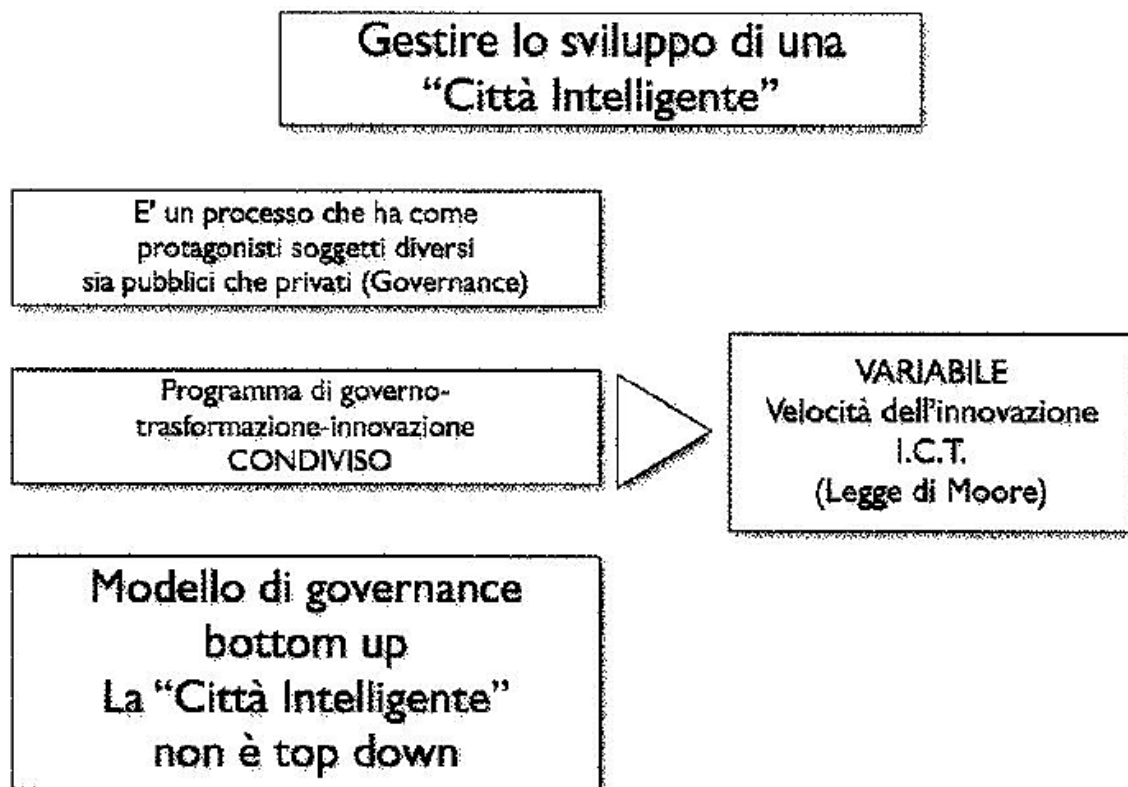 Gestire lo sviluppo di una
“Città Intelligente”
E' un processo che ha come
protagonisti soggetti diversi
sia pubblici che privati (Governance)
Programma di governo-
trasformazione-innovazione
CONDIVISO
VARIABILE
Velocità dell'innovazione
I.C.T.
(Legge di Moore)
Modello di governance
bottom up
La “Città Intelligente”
non è top down